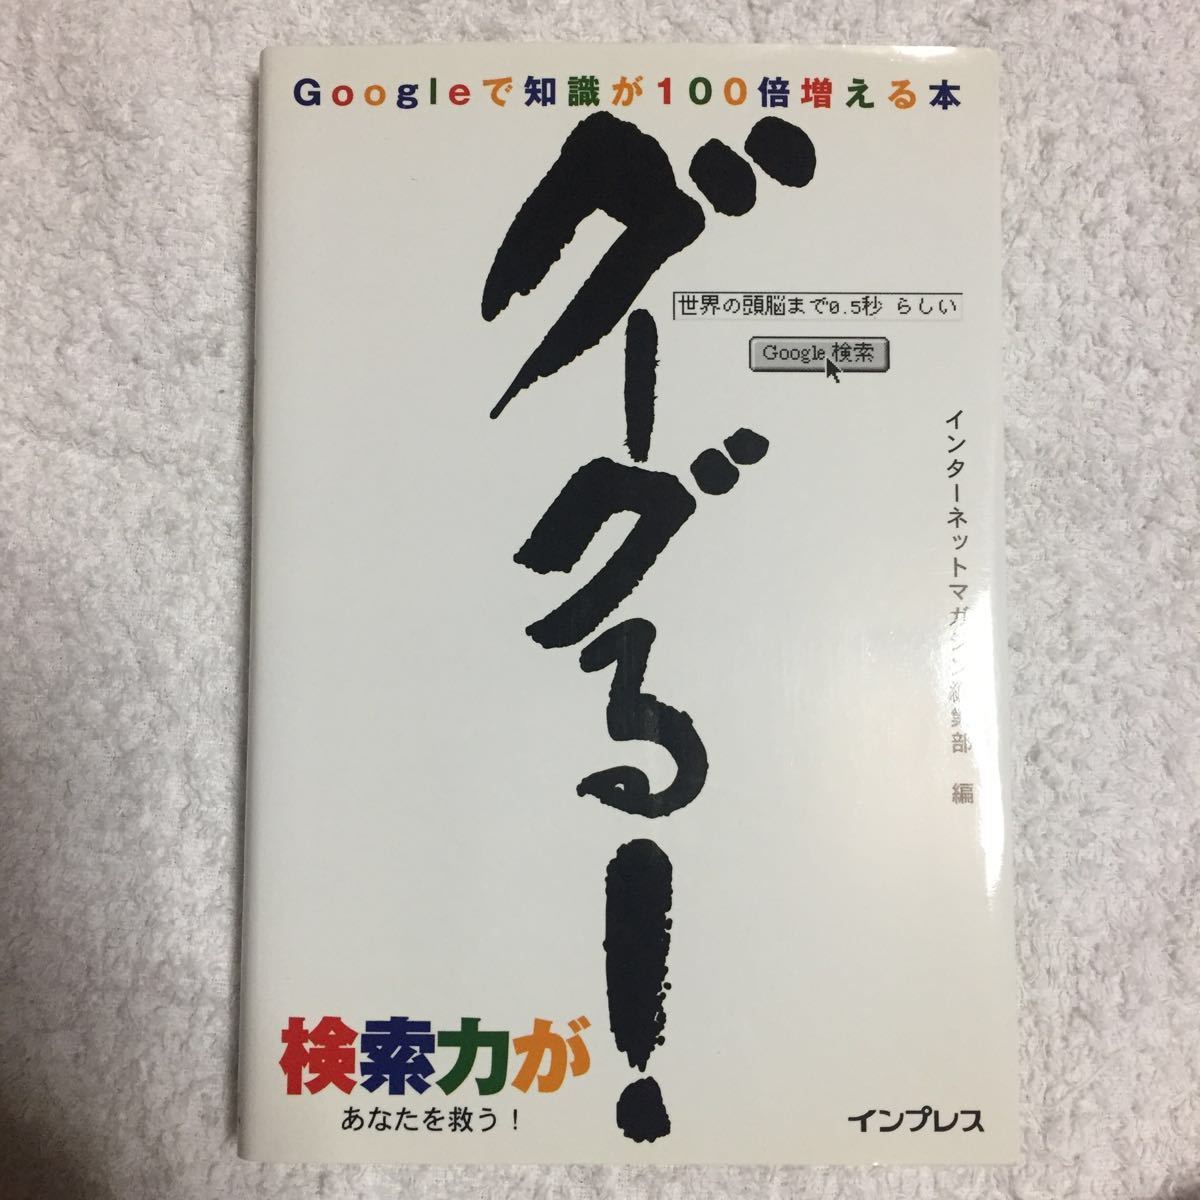 Googleで知識が100倍増える本
グーグる!
世界の頭脳まで0.5秒 らしい
Google 検索
インターネットマガジン編集部 編
検索力が
あなたを救う!
インプレス